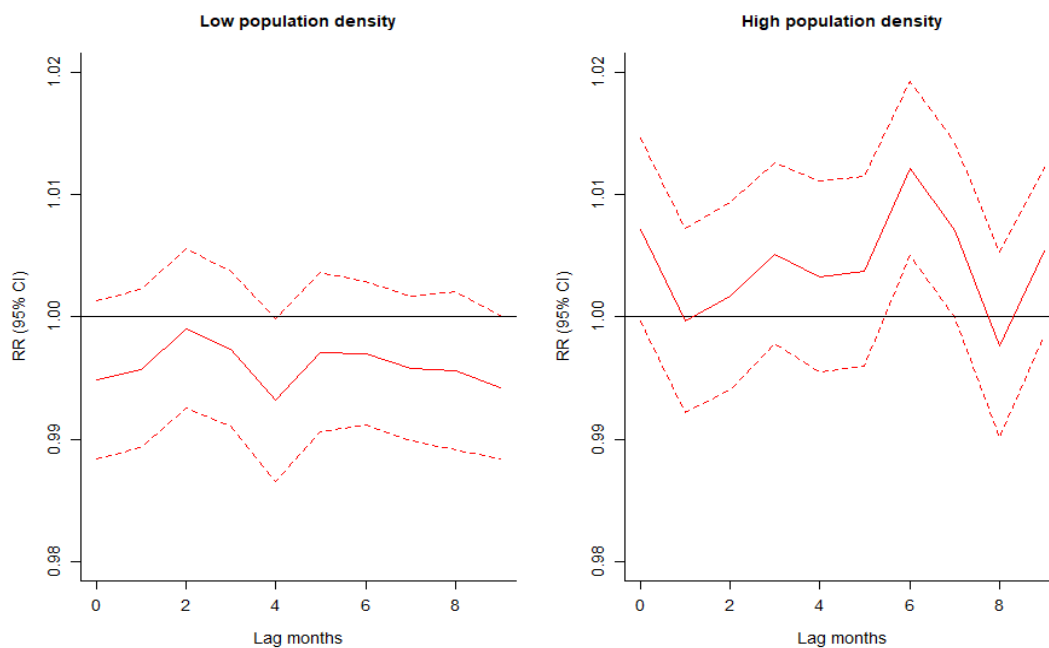 Low population density
RR (95% CI)
1.02
1.01
1.00
0.99
0.98
0 2 4 6 8
Lag months
High population density
RR (95% CI)
1.02
1.01
1.00
0.99
0.98
0 2 4 6 8
Lag months